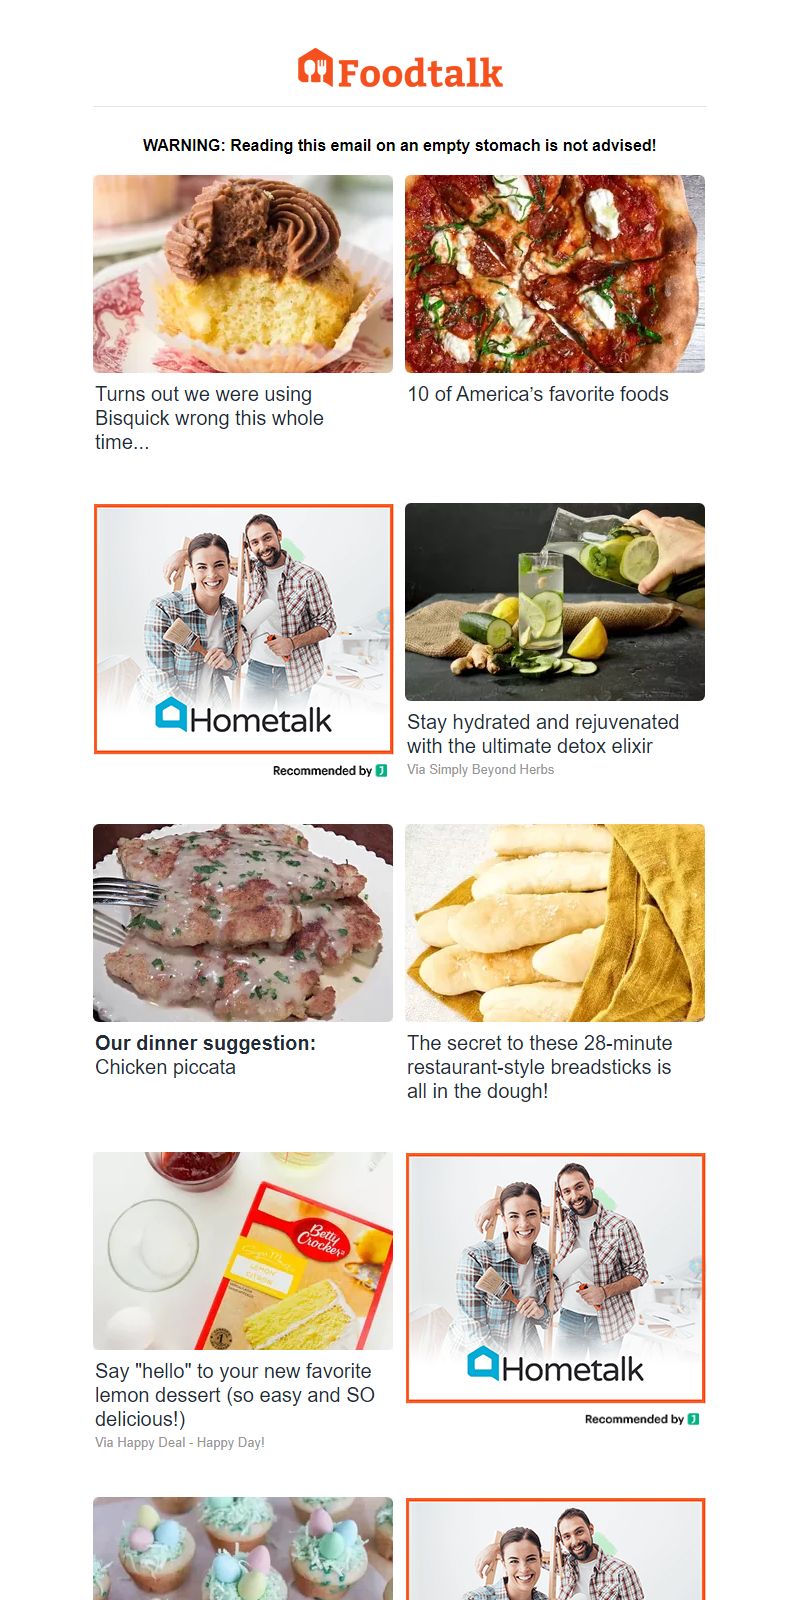 Foodtalk
WARNING: Reading this email on an empty stomach is not advised!
Turns out we were using
Bisquick wrong this whole
time...
10 of America’s favorite foods
Hometalk
Recommended by
Stay hydrated and rejuvenated
with the ultimate detox elixir
Via Simply Beyond Herbs
Our dinner suggestion:
Chicken piccata
The secret to these 28-minute
restaurant-style breadsticks is
all in the dough!
Betty
Crocker
LEMON
CITRON
Say "hello" to your new favorite
lemon dessert (so easy and SO
delicious!)
Via Happy Deal - Happy Day!
Hometalk
Recommended by